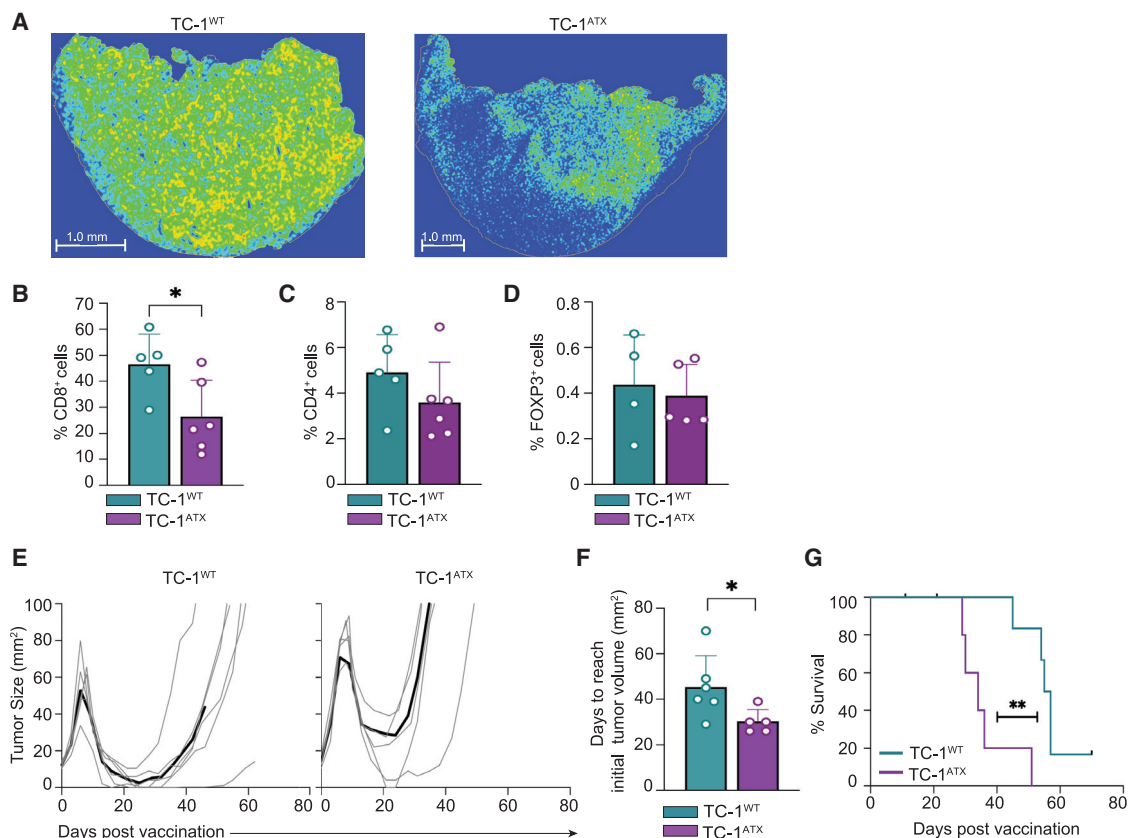 A
TC-1WT
TC-1ATX
1.0 mm
1.0 mm
B
% CD8+ cells
70
60
50
40
30
20
10
0
*
TC-1WT
TC-1ATX
C
% CD4+ cells
8
6
4
2
0
TC-1WT
TC-1ATX
D
% FOXP3+ cells
0.8
0.6
0.4
0.2
0
TC-1WT
TC-1ATX
E
TC-1WT
TC-1ATX
Tumor Size (mm2)
100
80
60
40
20
0
0 20 40 60 80
0 20 40 60 80
Days post vaccination
F
Days to reach
initial tumor volume (mm2)
80
60
40
20
0
*
TC-1WT
TC-1ATX
G
% Survival
100
80
60
40
20
0
**
TC-1WT
TC-1ATX
0 20 40 60 80
Days post vaccination